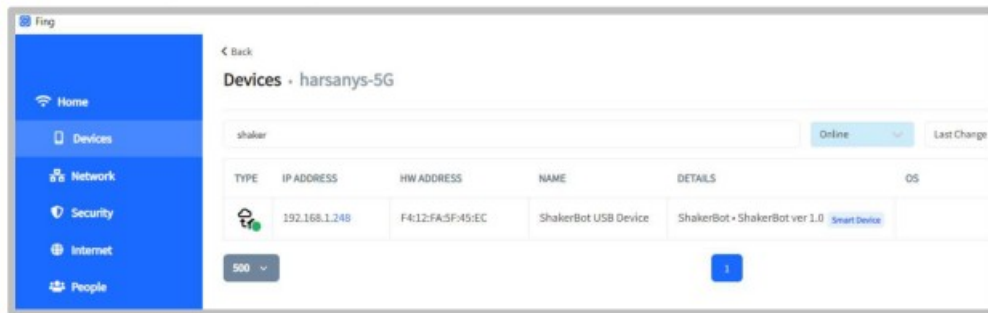 Fing
Back
Devices • harsanys-5G
Home
Devices
Network
Security
Internet
People
shaker
Online
Last Change
TYPE IP ADDRESS HW ADDRESS NAME DETAILS OS
192.168.1.248 F4:12:FA:5F:45:EC ShakerBot USB Device ShakerBot • ShakerBot ver 1.0 Smart Device
500
1